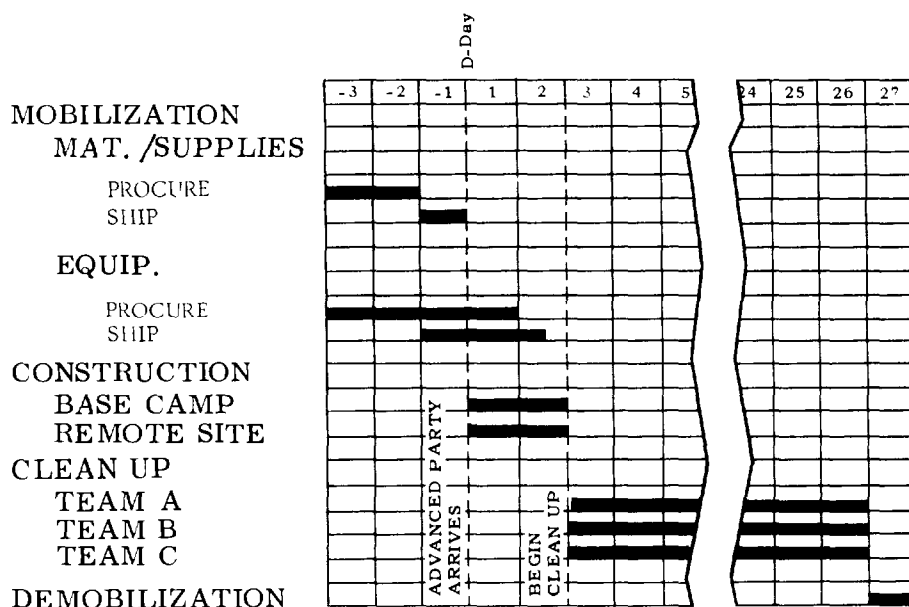 D-Day
-3 -2 -1 1 2 3 4 5 24 25 26 27
MOBILIZATION
MAT. /SUPPLIES
PROCURE
SHIP
EQUIP.
PROCURE
SHIP
CONSTRUCTION
BASE CAMP
REMOTE SITE
CLEAN UP
TEAM A
TEAM B
TEAM C
DEMOBILIZATION
ADVANCED PARTY
ARRIVES
BEGIN
CLEAN UP